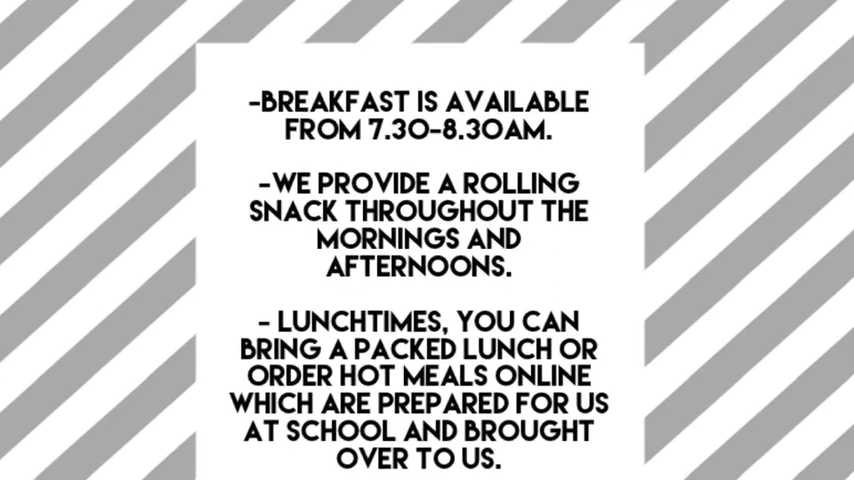 -BREAKFAST IS AVAILABLE
FROM 7.30-8.30AM.
-WE PROVIDE A ROLLING
SNACK THROUGHOUT THE
MORNINGS AND
AFTERNOONS.
- LUNCHTIMES, YOU CAN
BRING A PACKED LUNCH OR
ORDER HOT MEALS ONLINE
WHICH ARE PREPARED FOR US
AT SCHOOL AND BROUGHT
OVER TO US.